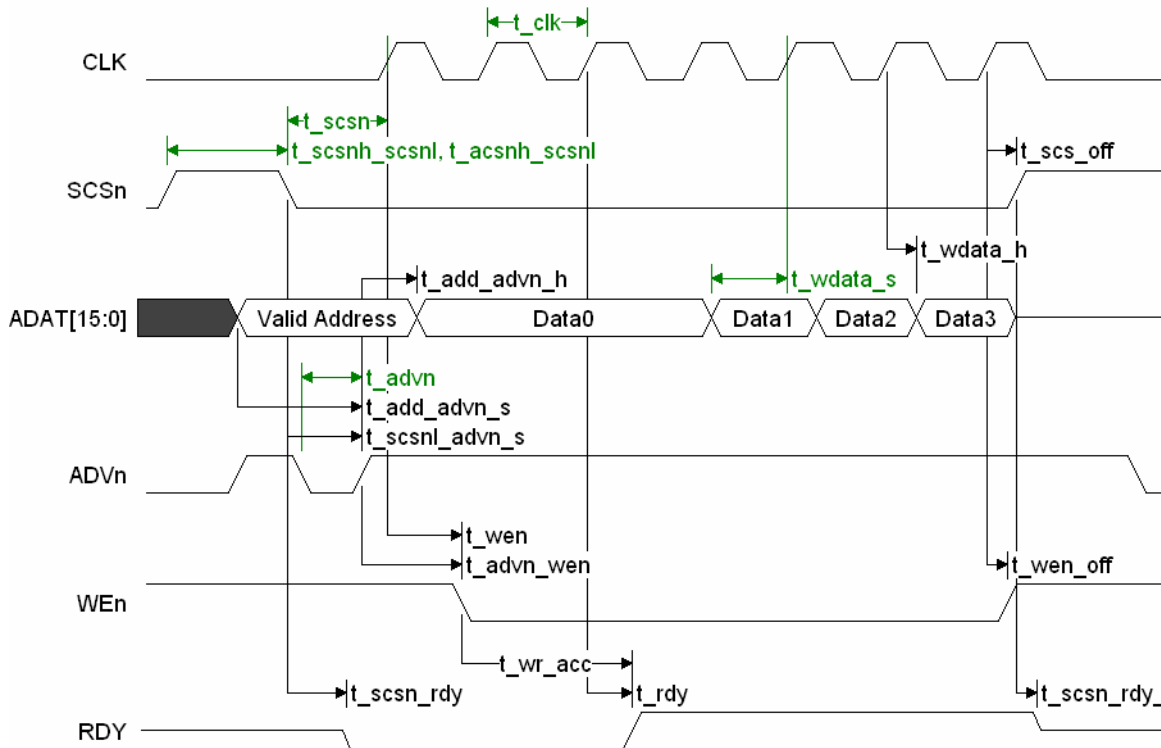 t_clk
CLK
t_scsn
t_scsnh_scsnl, t_acsnh_scsnl
t_scs_off
SCSn
t_wdata_h
t_add_advn_h
t_wdata_s
ADAT[15:0]
Valid Address
Data0
Data1
Data2
Data3
t_advn
t_add_advn_s
t_scsnl_advn_s
ADVn
t_wen
t_advn_wen
t_wen_off
WEn
t_wr_acc
t_scsn_rdy
t_rdy
t_scsn_rdy_
RDY